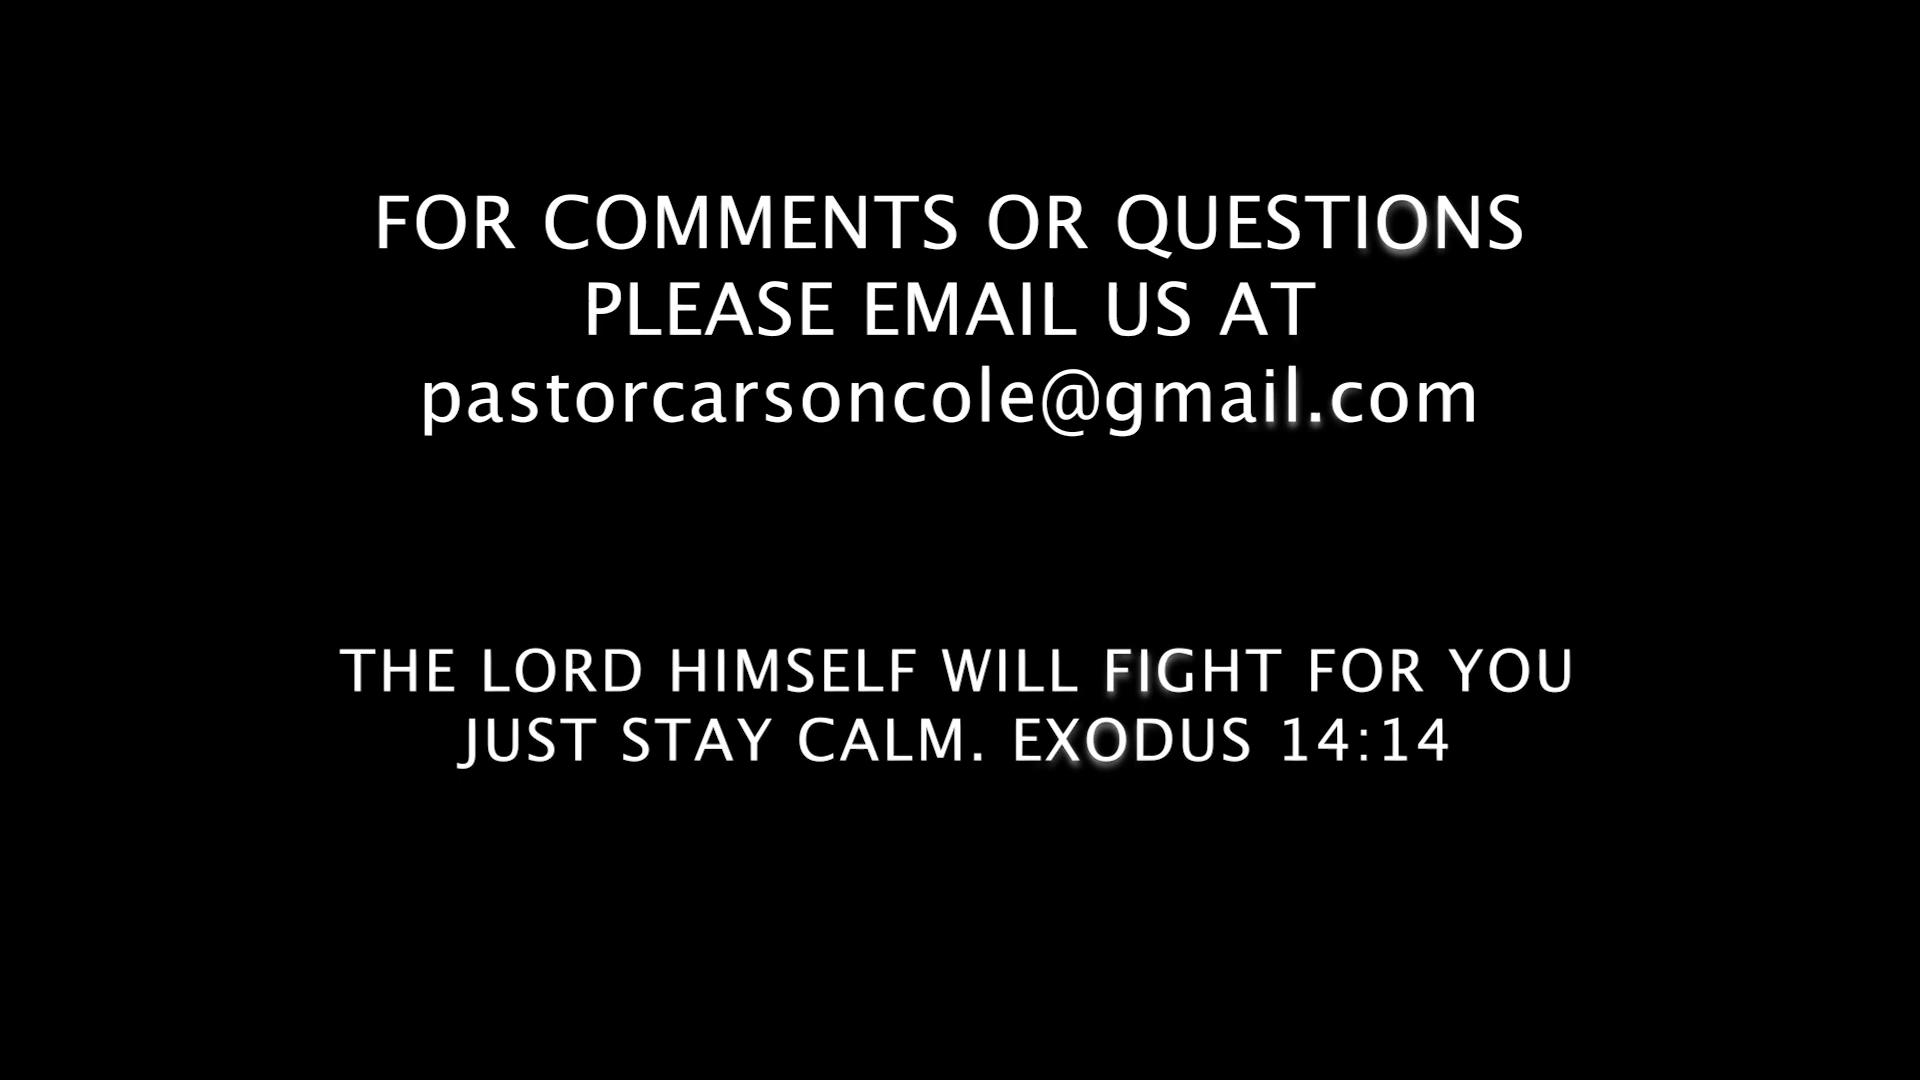 FOR COMMENTS OR QUESTIONS
PLEASE EMAIL US AT
pastorcarsoncole@gmail.com
THE LORD HIMSELF WILL FIGHT FOR YOU
JUST STAY CALM. EXODUS 14:14